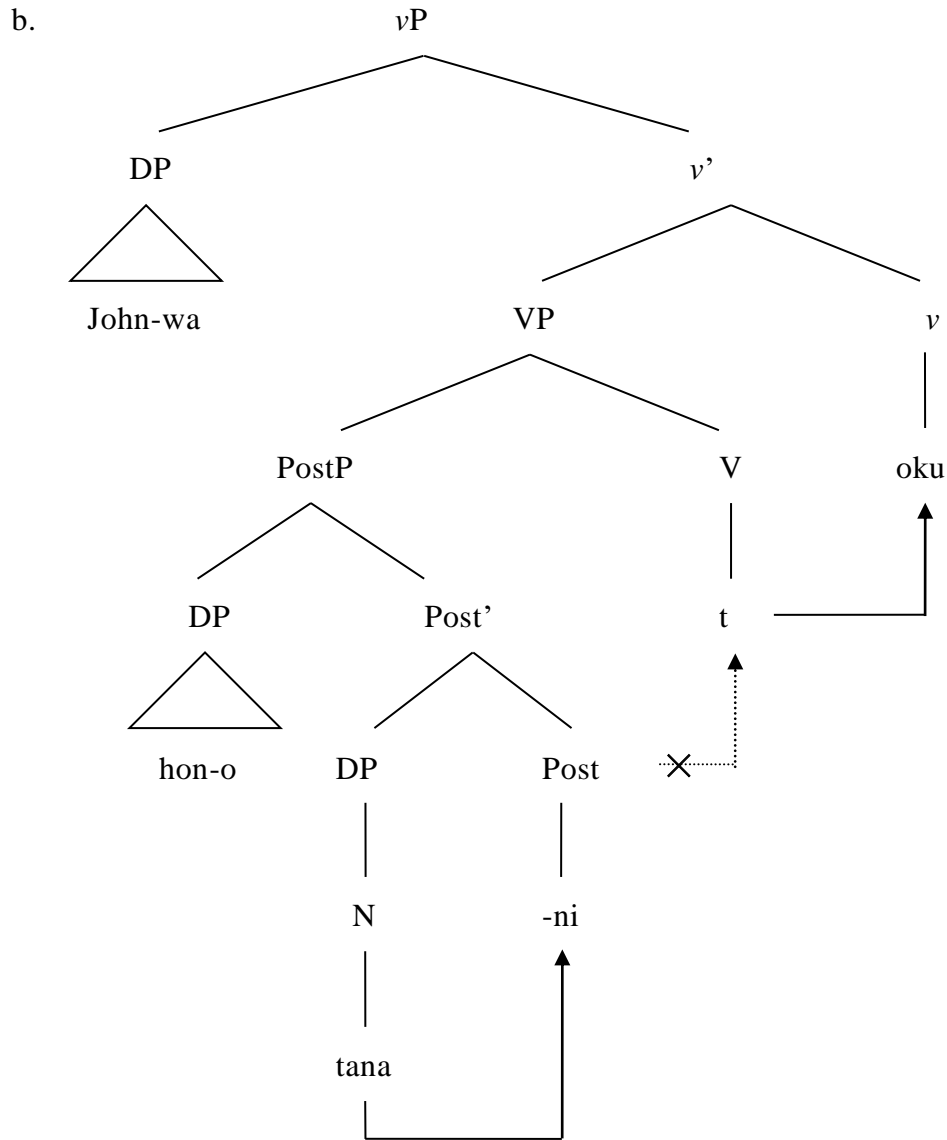 b. vP
DP v’
John-wa VP v
PostP V oku
DP Post’ t
hon-o DP Post
N -ni
tana